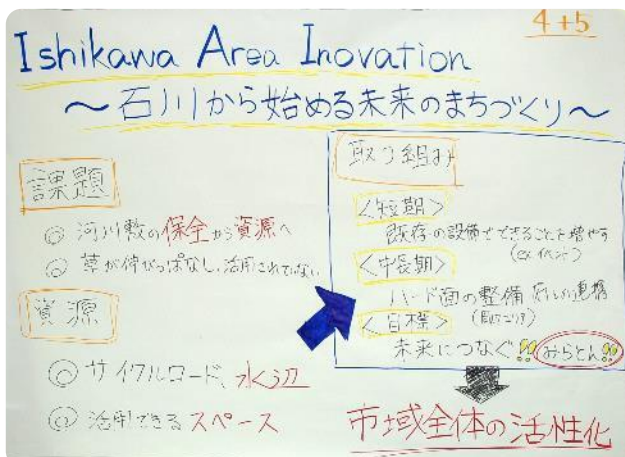 4+5
Ishikawa Area Inovation
～石川から始める未来のまちづくり～
課題
◎ 河川敷の保全から資源へ
◎ 草が伸びっぱなし、活用されていない
資源
◎ サイクルロード、水辺
◎ 活用できるスペース
取り組み
<短期>
既存の設備でできることを増やす
(ex.イベント)
<中長期>
ハード面の整備
<目標>
未来につなぐ!! みらとん!!
市域全体の活性化